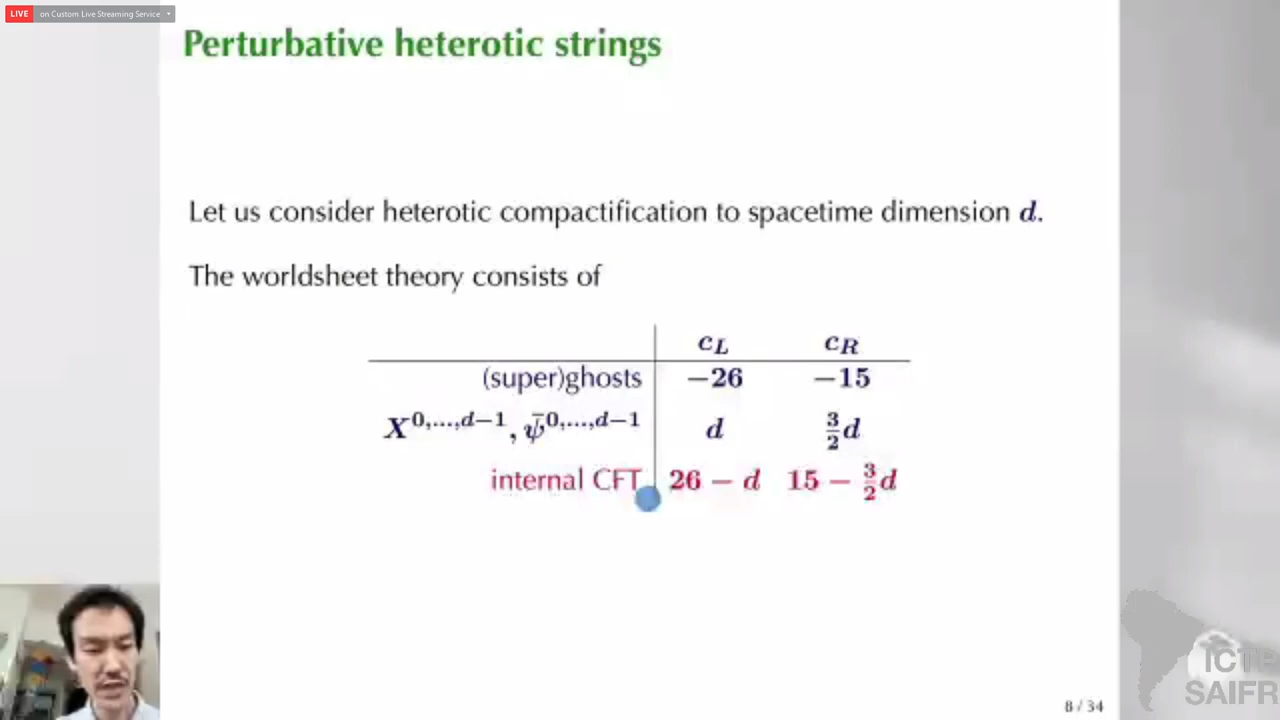 LIVE on Custom Live Streaming Service
Perturbative heterotic strings
Let us consider heterotic compactification to spacetime dimension d.
The worldsheet theory consists of
c_L c_R
(super)ghosts −26 −15
X^{0,...,d−1}, ψ̄^{0,...,d−1} d 3/2 d
internal CFT 26 − d 15 − 3/2 d
8 / 34
SAIFR